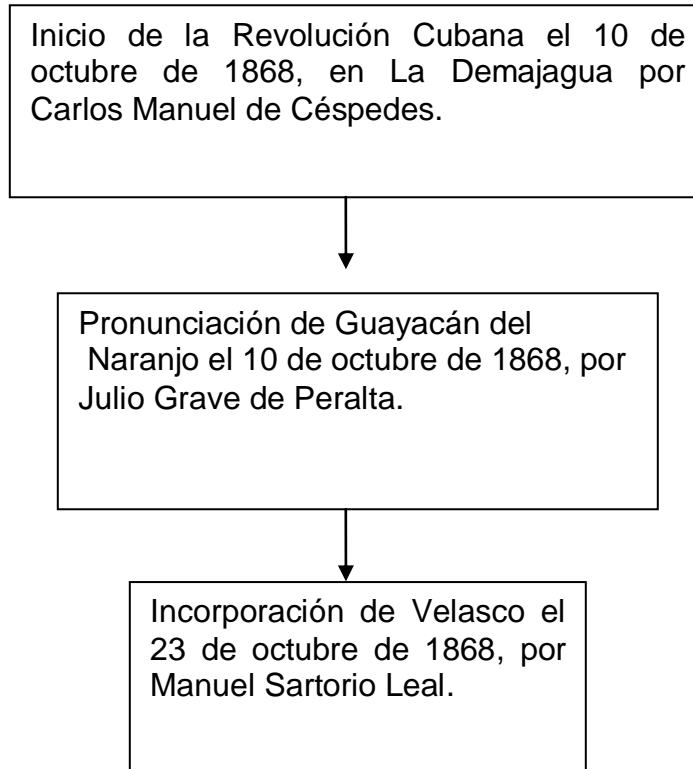 Inicio de la Revolución Cubana el 10 de
octubre de 1868, en La Demajagua por
Carlos Manuel de Céspedes.
Pronunciación de Guayacán del
Naranjo el 10 de octubre de 1868, por
Julio Grave de Peralta.
Incorporación de Velasco el
23 de octubre de 1868, por
Manuel Sartorio Leal.